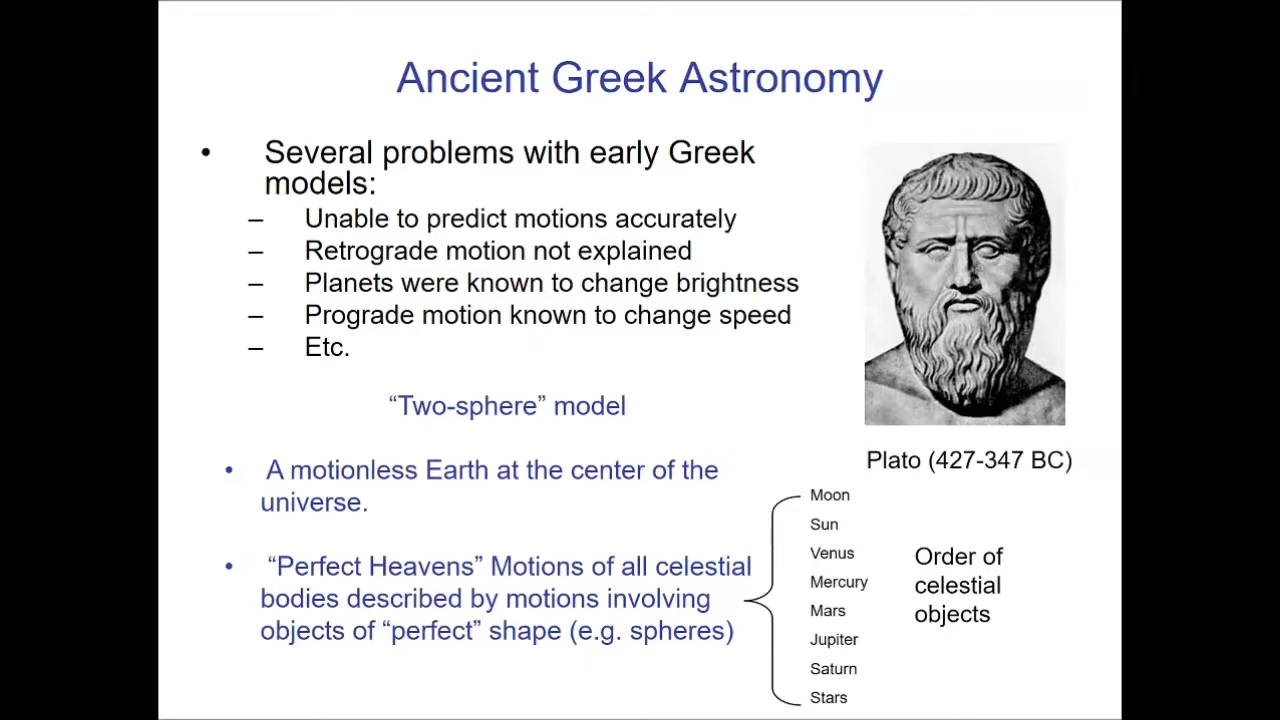 Ancient Greek Astronomy
• Several problems with early Greek
models:
– Unable to predict motions accurately
– Retrograde motion not explained
– Planets were known to change brightness
– Prograde motion known to change speed
– Etc.
“Two-sphere” model
• A motionless Earth at the center of the
universe.
• “Perfect Heavens” Motions of all celestial
bodies described by motions involving
objects of “perfect” shape (e.g. spheres)
Plato (427-347 BC)
Moon
Sun
Venus
Mercury
Mars
Jupiter
Saturn
Stars
Order of
celestial
objects